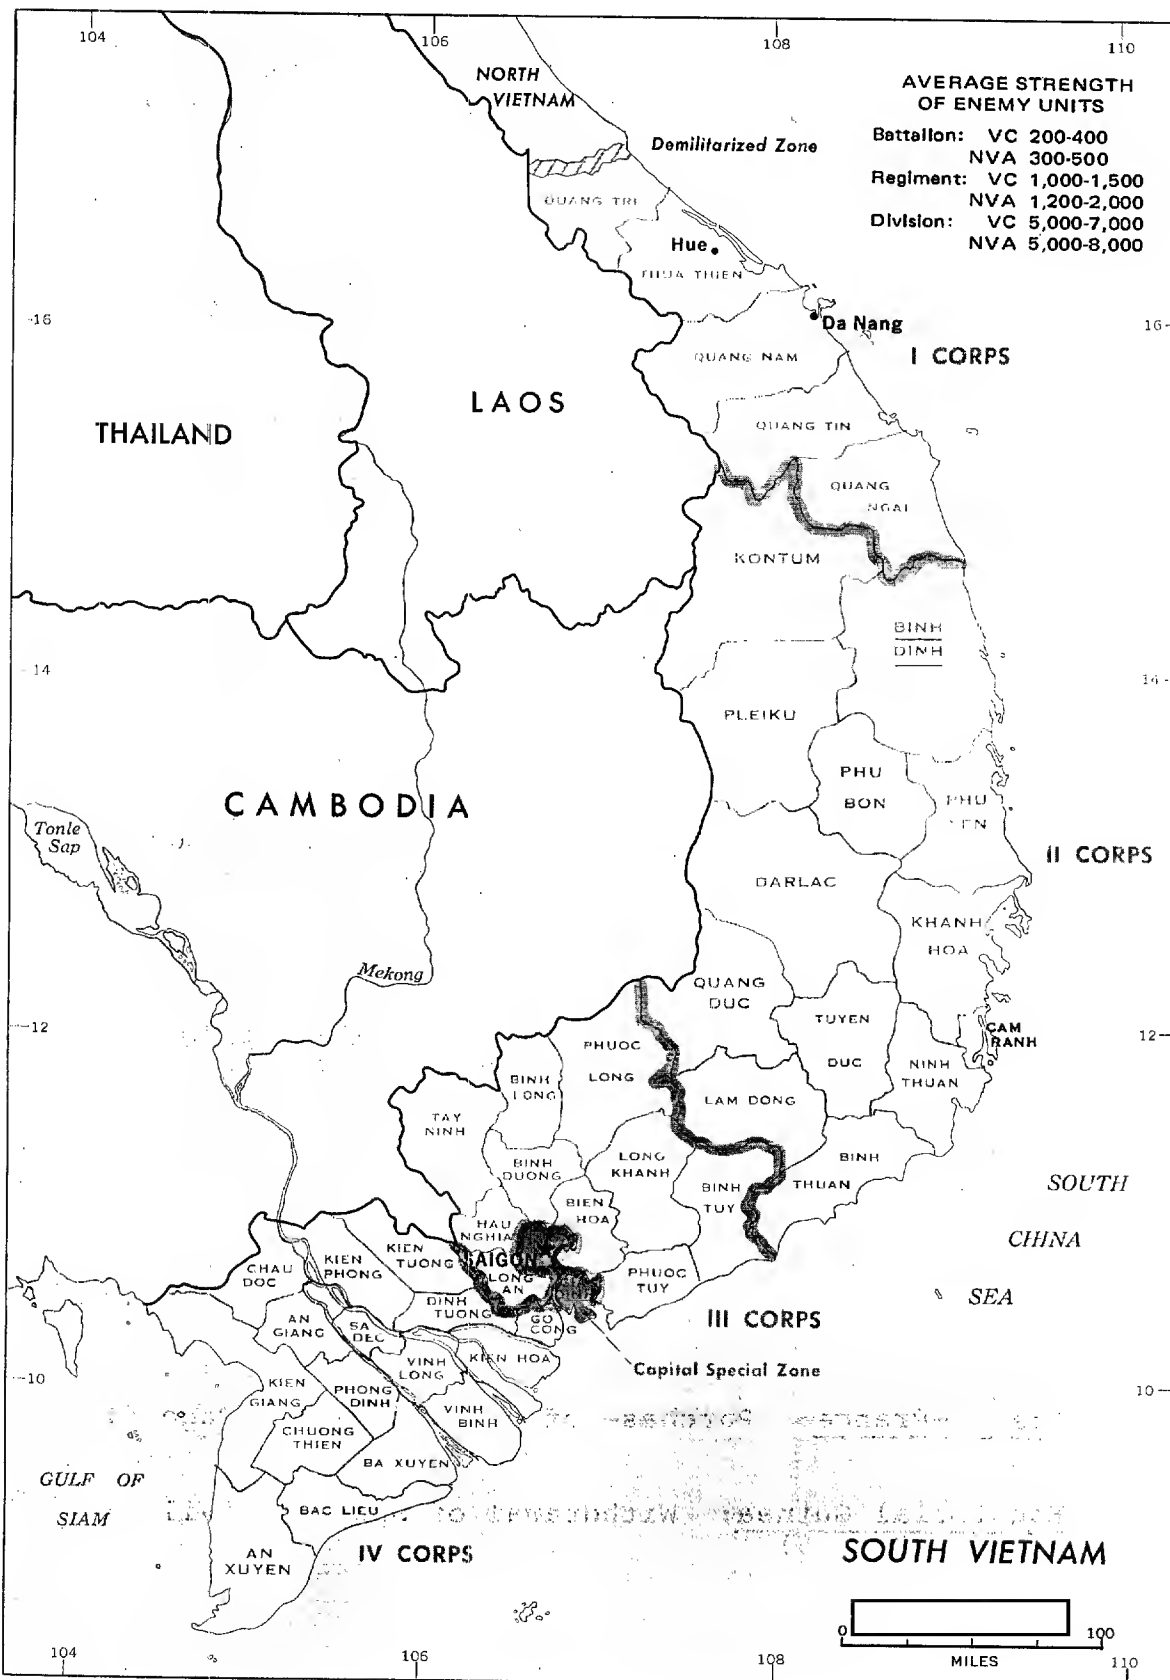 104
106
108
110
NORTH
VIETNAM
AVERAGE STRENGTH
OF ENEMY UNITS
Battalion: VC 200-400
NVA 300-500
Regiment: VC 1,000-1,500
NVA 1,200-2,000
Division: VC 5,000-7,000
NVA 5,000-8,000
Demilitarized Zone
QUANG TRI
Hue
THUA THIEN
16
Da Nang
16
QUANG NAM
I CORPS
LAOS
THAILAND
QUANG TIN
QUANG
NGAI
KONTUM
BINH
DINH
14
14
PLEIKU
PHU
BON
PHU
YEN
CAMBODIA
Tonle
Sap
II CORPS
DARLAC
KHANH
HOA
Mekong
QUANG
DUC
12
TUYEN
DUC
CAM
RANH
12
PHUOC
LONG
BINH
LONG
NINH
THUAN
LAM DONG
TAY
NINH
BINH
DUONG
LONG
KHANH
BINH
THUAN
BINH
TUY
BIEN
HOA
SOUTH
CHINA
SEA
HAU
NGHIA
SAIGON
LONG
AN
GIA
DINH
PHUOC
TUY
KIEN
TUONG
KIEN
PHONG
CHAU
DOC
DINH
TUONG
GO
CONG
III CORPS
AN
GIANG
SA
DEC
VINH
LONG
KIEN HOA
Capital Special Zone
10
10
KIEN
GIANG
PHONG
DINH
VINH
BINH
CHUONG
THIEN
BA XUYEN
GULF OF
SIAM
BAC LIEU
AN
XUYEN
IV CORPS
SOUTH VIETNAM
0
100
MILES
104
106
108
110